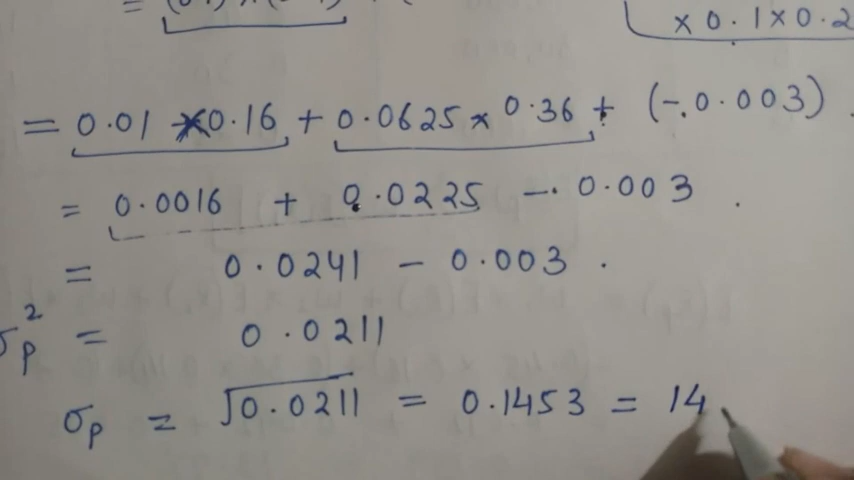 × 0.1 × 0.2
= 0.01 × 0.16 + 0.0625 × 0.36 + (-0.003)
= 0.0016 + 0.0225 - 0.003
= 0.0241 - 0.003
σp² = 0.0211
σp = √0.0211 = 0.1453 = 14